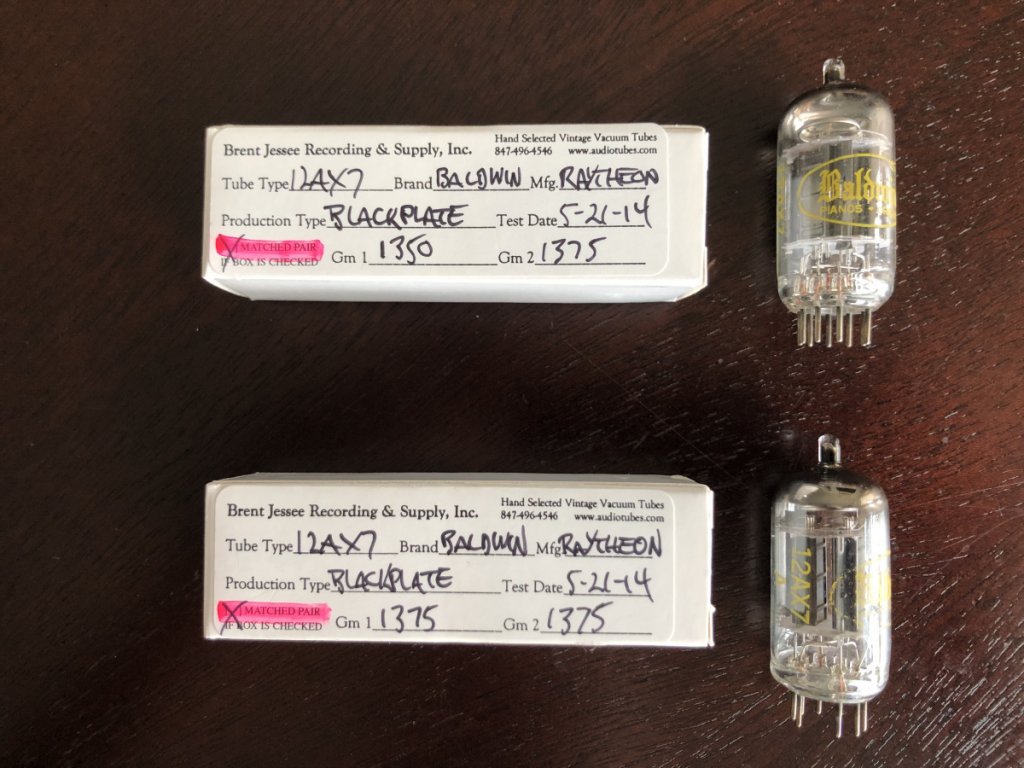 Brent Jessee Recording & Supply, Inc.
Hand Selected Vintage Vacuum Tubes
847-496-4546 www.audiotubes.com
Tube Type 12AX7 Brand BALDWIN Mfg. RAYTHEON
Production Type BLACKPLATE Test Date 5-21-14
X MATCHED PAIR
IF BOX IS CHECKED Gm 1 1350 Gm 2 1375
Baldwin
PIANOS
Brent Jessee Recording & Supply, Inc.
Hand Selected Vintage Vacuum Tubes
847-496-4546 www.audiotubes.com
Tube Type 12AX7 Brand BALDWIN Mfg RAYTHEON
Production Type BLACKPLATE Test Date 5-21-14
X MATCHED PAIR
IF BOX IS CHECKED Gm 1 1375 Gm 2 1375
12AX7